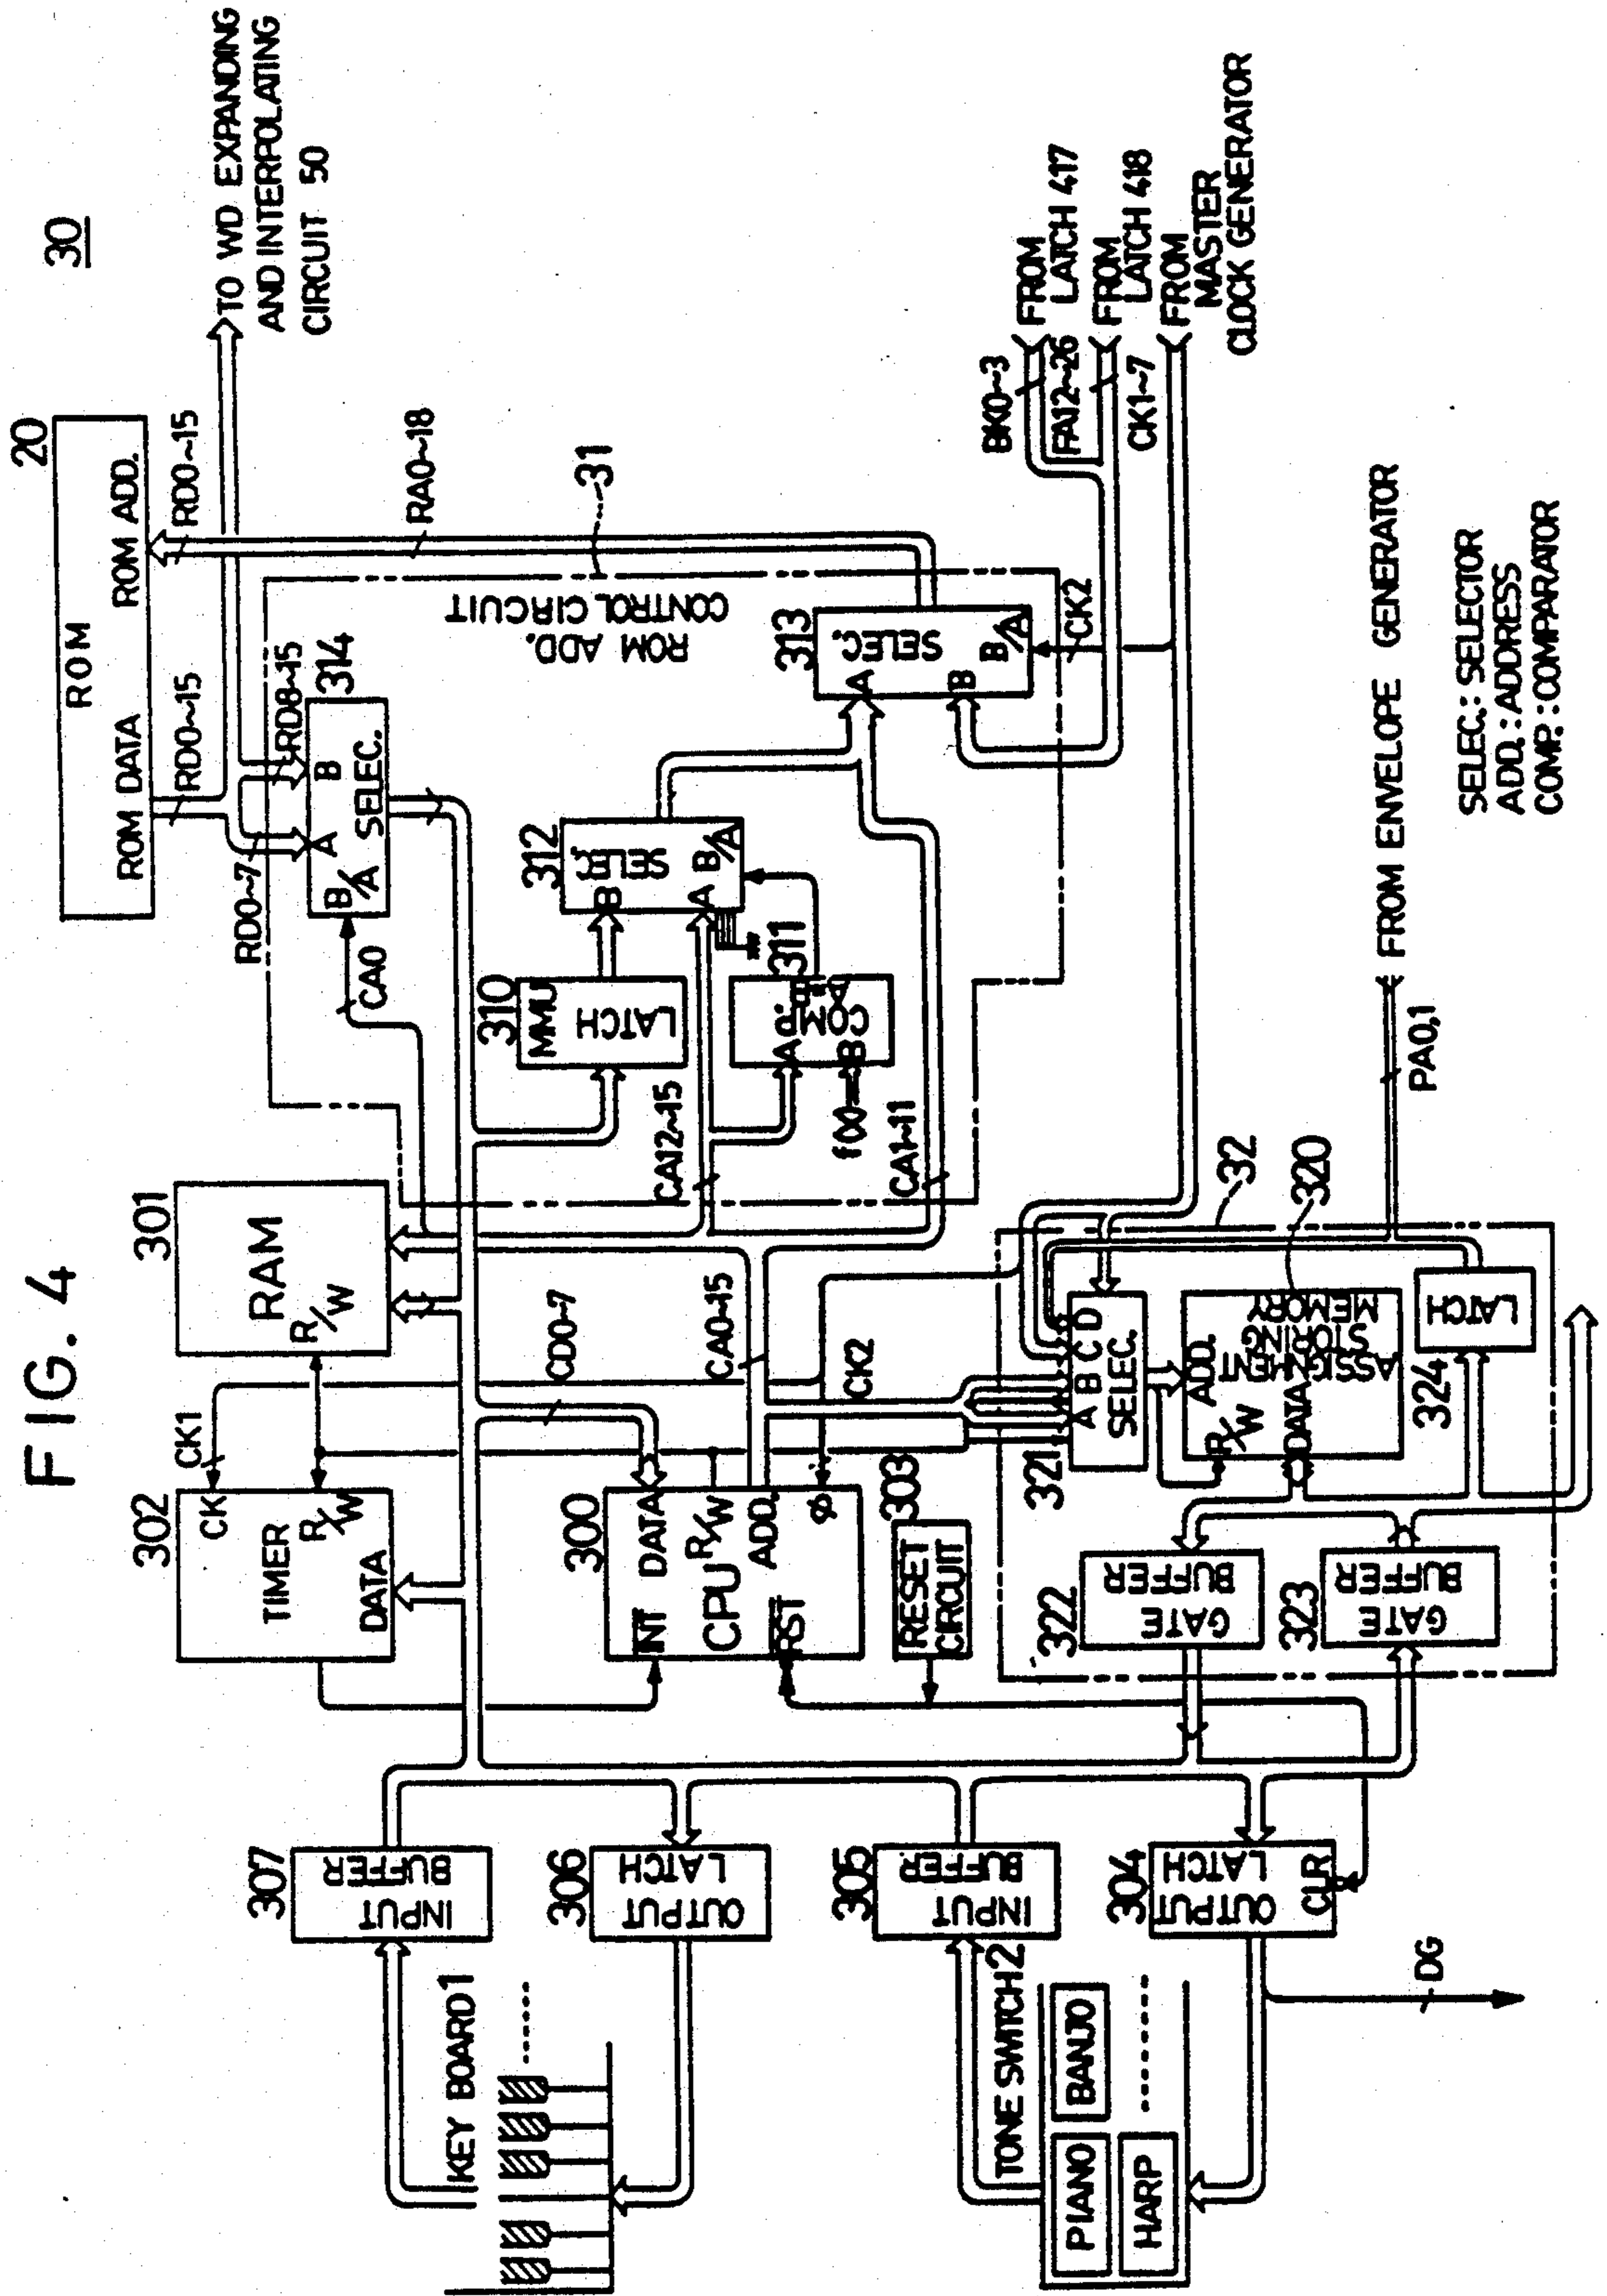 FIG. 4
30
20
ROM
ROM DATA
ROM ADD.
RD0~15
RD0~15
TO WD EXPANDING
AND INTERPOLATING
CIRCUIT 50
RD0~7
RD8~15
314
B/A
A
B
SELEC.
CA0
RA0~18
31
ROM ADD.
CONTROL CIRCUIT
313
A
SELEC.
B
B/A
CK2
312
B
SELEC.
A
B/A
310
MMU
LATCH
311
A
COMP.
A=B
B
f(X)
CA12~15
CA1~11
BK0~3
FROM
LATCH 417
FA12~26
FROM
LATCH 418
CK1~7
FROM
MASTER
CLOCK GENERATOR
301
RAM
R/W
302
CK
TIMER
R/W
DATA
CK1
CD0~7
CA0~15
CK2
300
INT
DATA
CPU
R/W
ADD.
RST
Ø
303
RESET
CIRCUIT
321
A B C D
SELEC.
32
320
ADD.
R/W
DATA
ASSIGNMENT
STORING
MEMORY
324
LATCH
322
GATE
BUFFER
323
GATE
BUFFER
PA0,1
FROM ENVELOPE GENERATOR
307
INPUT
BUFFER
306
OUTPUT
LATCH
305
INPUT
BUFFER
304
OUTPUT
LATCH
CLR
KEY BOARD 1
TONE SWITCH 2
PIANO
BANJO
HARP
DG
SELEC.: SELECTOR
ADD.: ADDRESS
COMP.: COMPARATOR